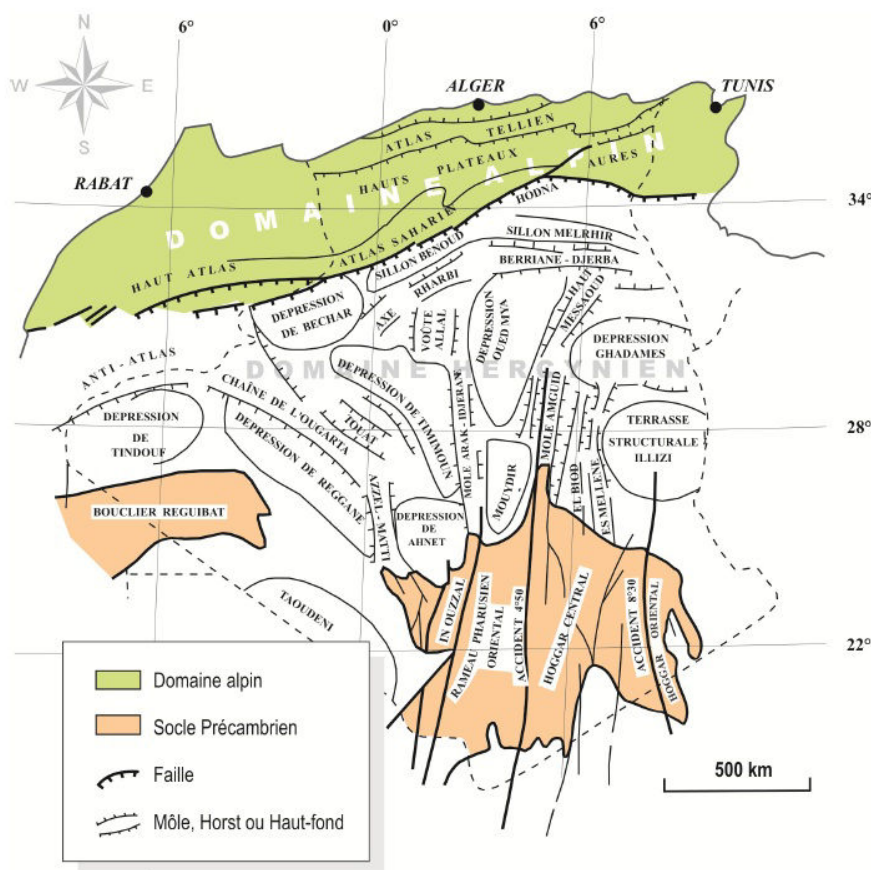 6°
0°
6°
N
W
E
S
ALGER
TUNIS
RABAT
ATLAS TELLIEN
HAUTS PLATEAUX
AURES
DOMAINE ALPIN
34°
HODNA
ATLAS SAHARIEN
HAUT ATLAS
SILLON BENOUD
SILLON MELRHIR
BERRIANE - DJERBA
DEPRESSION
DE BECHAR
AXE
RHARBI
VOÛTE
ALLAL
DEPRESSION
OUED MYA
HAUT
MESSAOUD
DEPRESSION
GHADAMES
DOMAINE HERCYNIEN
ANTI-ATLAS
DEPRESSION
DE
TINDOUF
CHAÎNE DE L'OUGARTA
DEPRESSION DE REGGANE
TOUAT
DEPRESSION DE TIMIMOUN
MOLE ARAK - IDJERANE
MOLE AMGUID
TERRASSE
STRUCTURALE
ILLIZI
28°
BOUCLIER REGUIBAT
AZZEL - MATTI
DEPRESSION
DE
AHNET
MOUYDIR
EL BIOD
ES MELLENE
TAOUDENI
IN OUZZAL
RAMEAU PHARUSIEN
ORIENTAL
ACCIDENT 4°50
HOGGAR CENTRAL
ACCIDENT 8°30
HOGGAR ORIENTAL
22°
Domaine alpin
Socle Précambrien
Faille
Môle, Horst ou Haut-fond
500 km